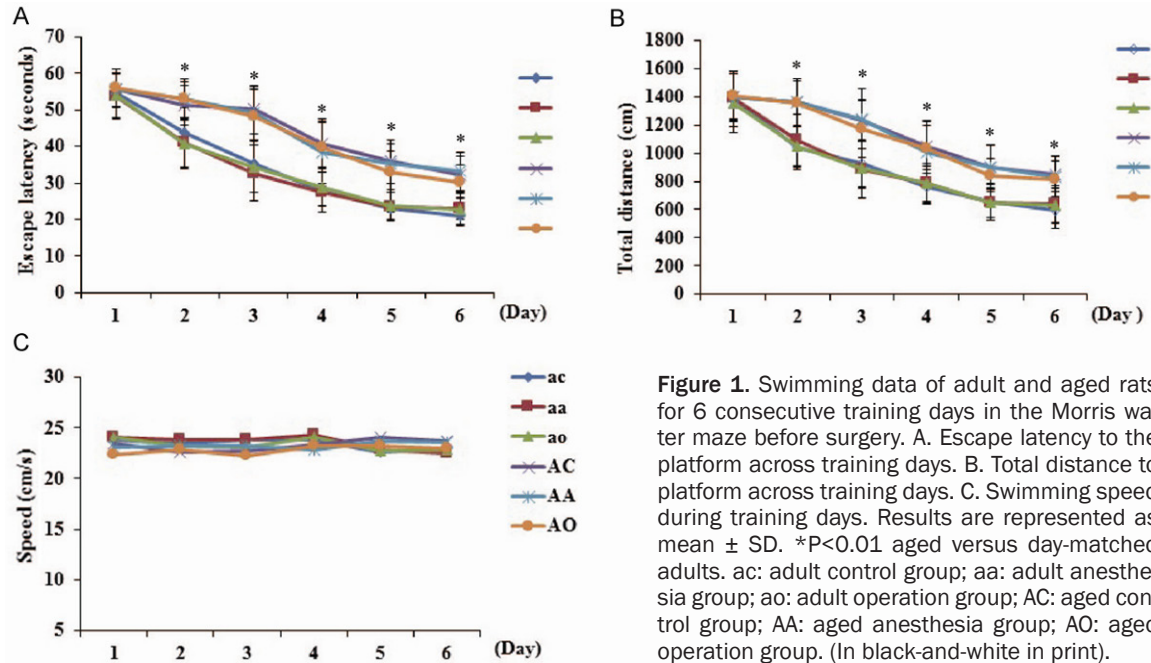 A
Escape latency (seconds)
70
60
50
40
30
20
10
0
* * * * *
1 2 3 4 5 6 (Day)
B
Total distance (cm)
1800
1600
1400
1200
1000
800
600
400
200
0
* * * * *
1 2 3 4 5 6 (Day)
C
Speed (cm/s)
30
25
20
15
10
5
1 2 3 4 5 6 (Day)
ac
aa
ao
AC
AA
AO
Figure 1. Swimming data of adult and aged rats
for 6 consecutive training days in the Morris wa-
ter maze before surgery. A. Escape latency to the
platform across training days. B. Total distance to
platform across training days. C. Swimming speed
during training days. Results are represented as
mean ± SD. *P<0.01 aged versus day-matched
adults. ac: adult control group; aa: adult anesthe-
sia group; ao: adult operation group; AC: aged con-
trol group; AA: aged anesthesia group; AO: aged
operation group. (In black-and-white in print).